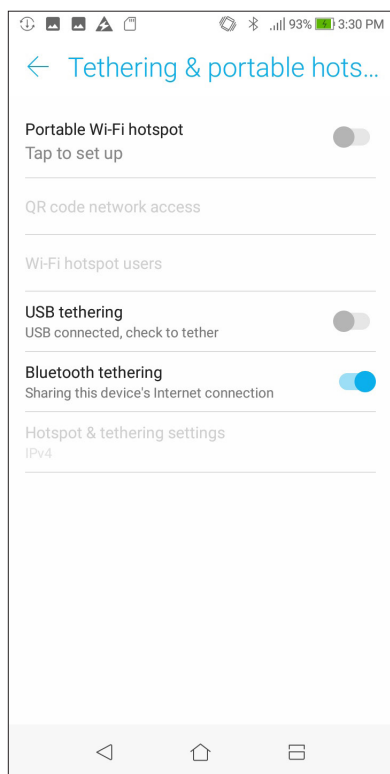 93% 3:30 PM
Tethering & portable hots...
Portable Wi-Fi hotspot
Tap to set up
QR code network access
Wi-Fi hotspot users
USB tethering
USB connected, check to tether
Bluetooth tethering
Sharing this device's Internet connection
Hotspot & tethering settings
IPv4